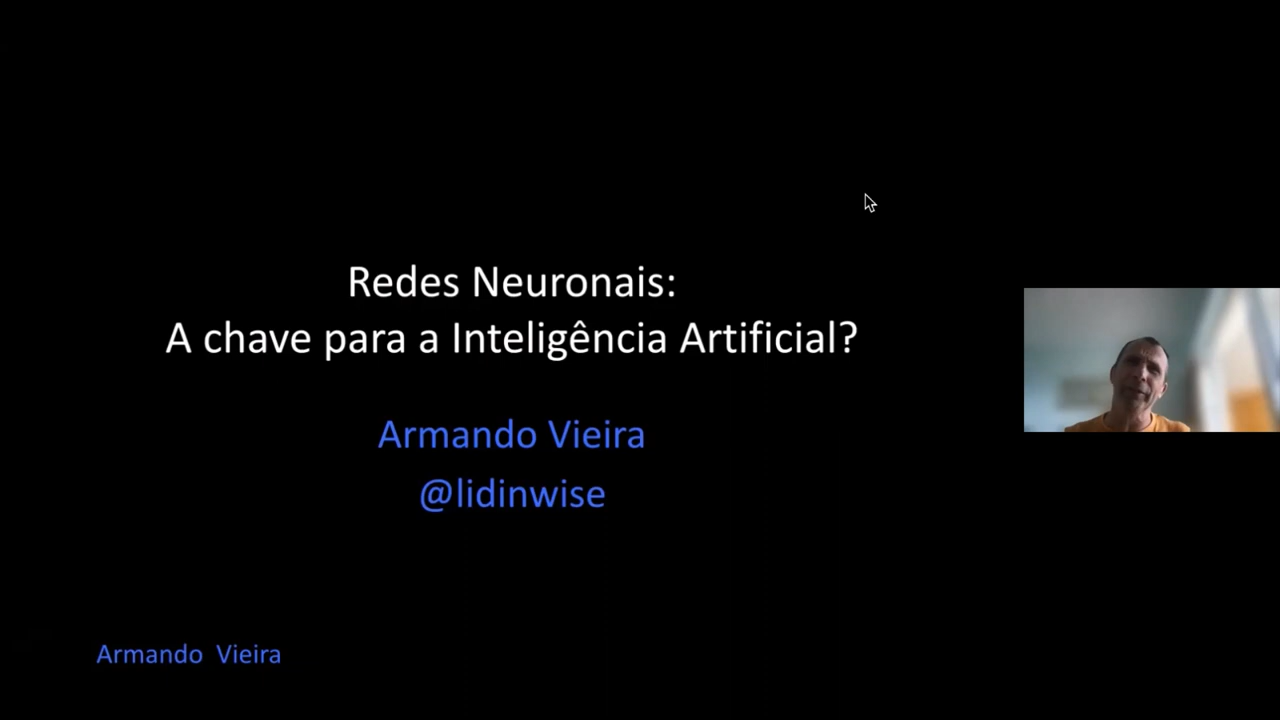 Redes Neuronais:
A chave para a Inteligência Artificial?
Armando Vieira
@lidinwise
Armando Vieira